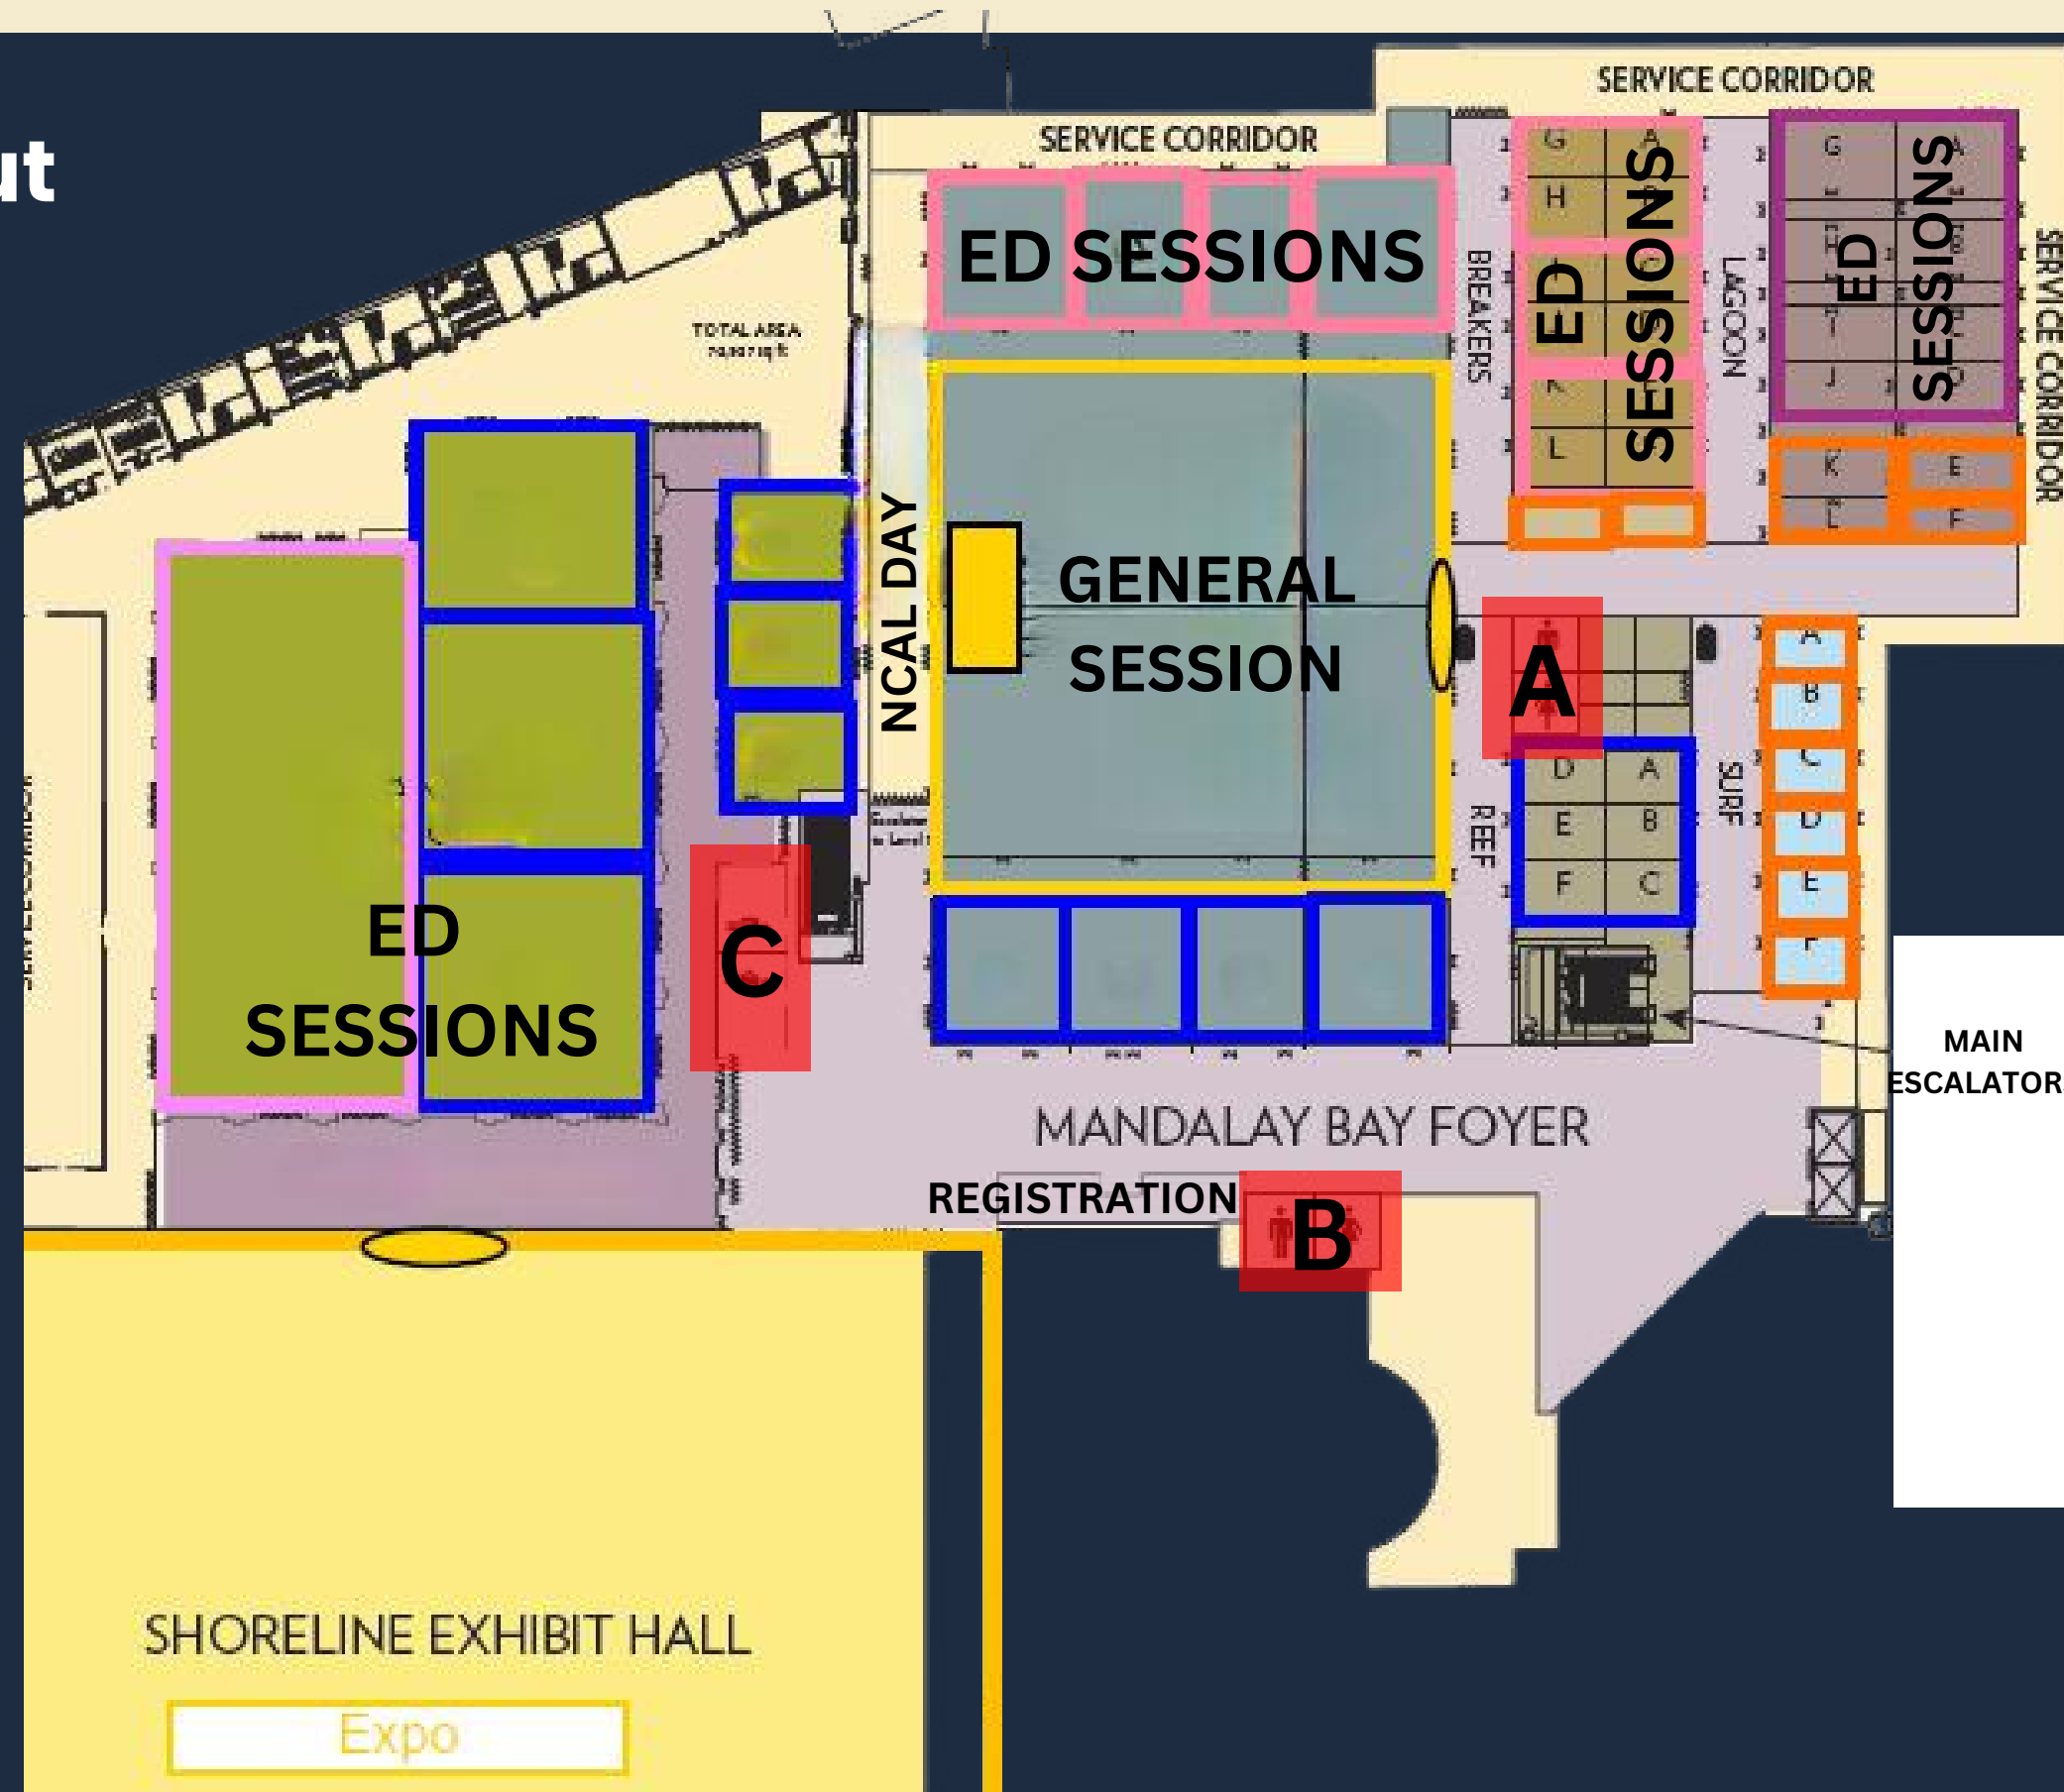 ut
SERVICE CORRIDOR
SERVICE CORRIDOR
ED SESSIONS
BREAKERS
G
A
H
K
L
ED
SESSIONS
LAGOON
G
A
I
J
ED
SESSIONS
K
E
L
F
SERVICE CORRIDOR
TOTAL AREA
NCAL DAY
GENERAL
SESSION
A
REEF
D
A
E
B
F
C
SURF
A
B
C
D
E
F
ED
SESSIONS
C
MAIN
ESCALATOR
MANDALAY BAY FOYER
REGISTRATION
B
SHORELINE EXHIBIT HALL
Expo